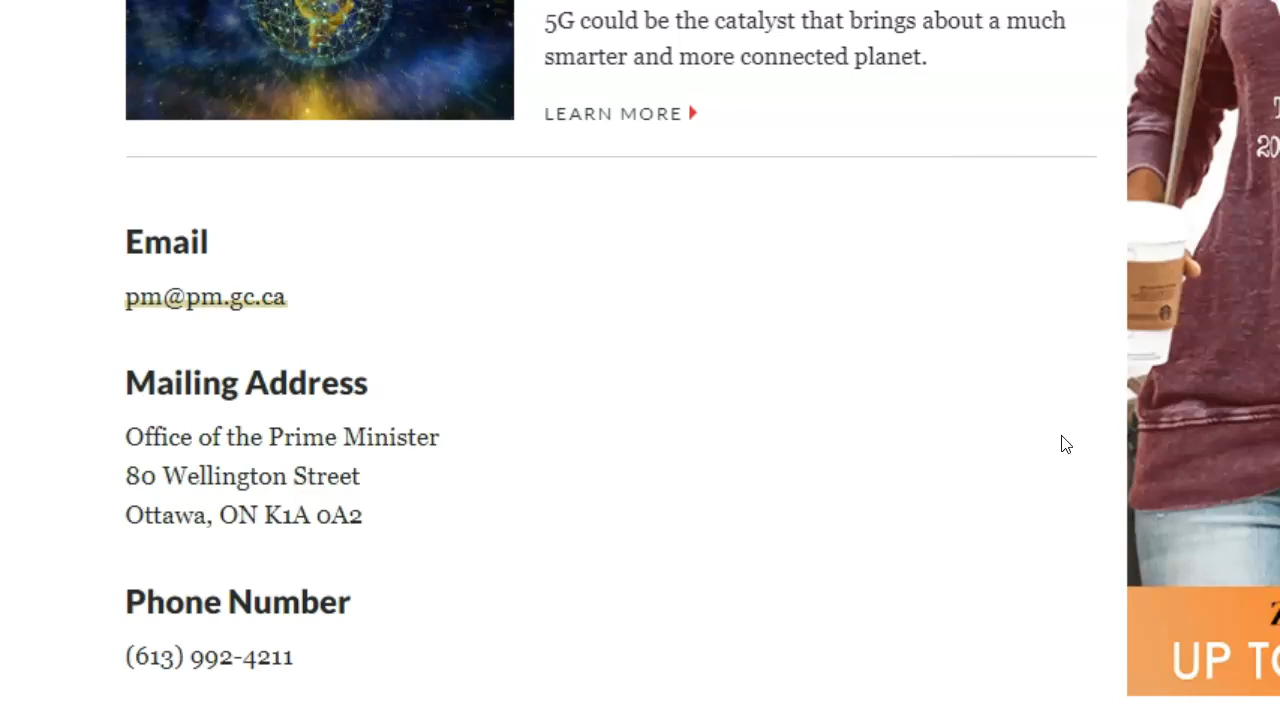 5G could be the catalyst that brings about a much
smarter and more connected planet.
LEARN MORE
Email
pm@pm.gc.ca
Mailing Address
Office of the Prime Minister
80 Wellington Street
Ottawa, ON K1A 0A2
Phone Number
(613) 992-4211
UP TO